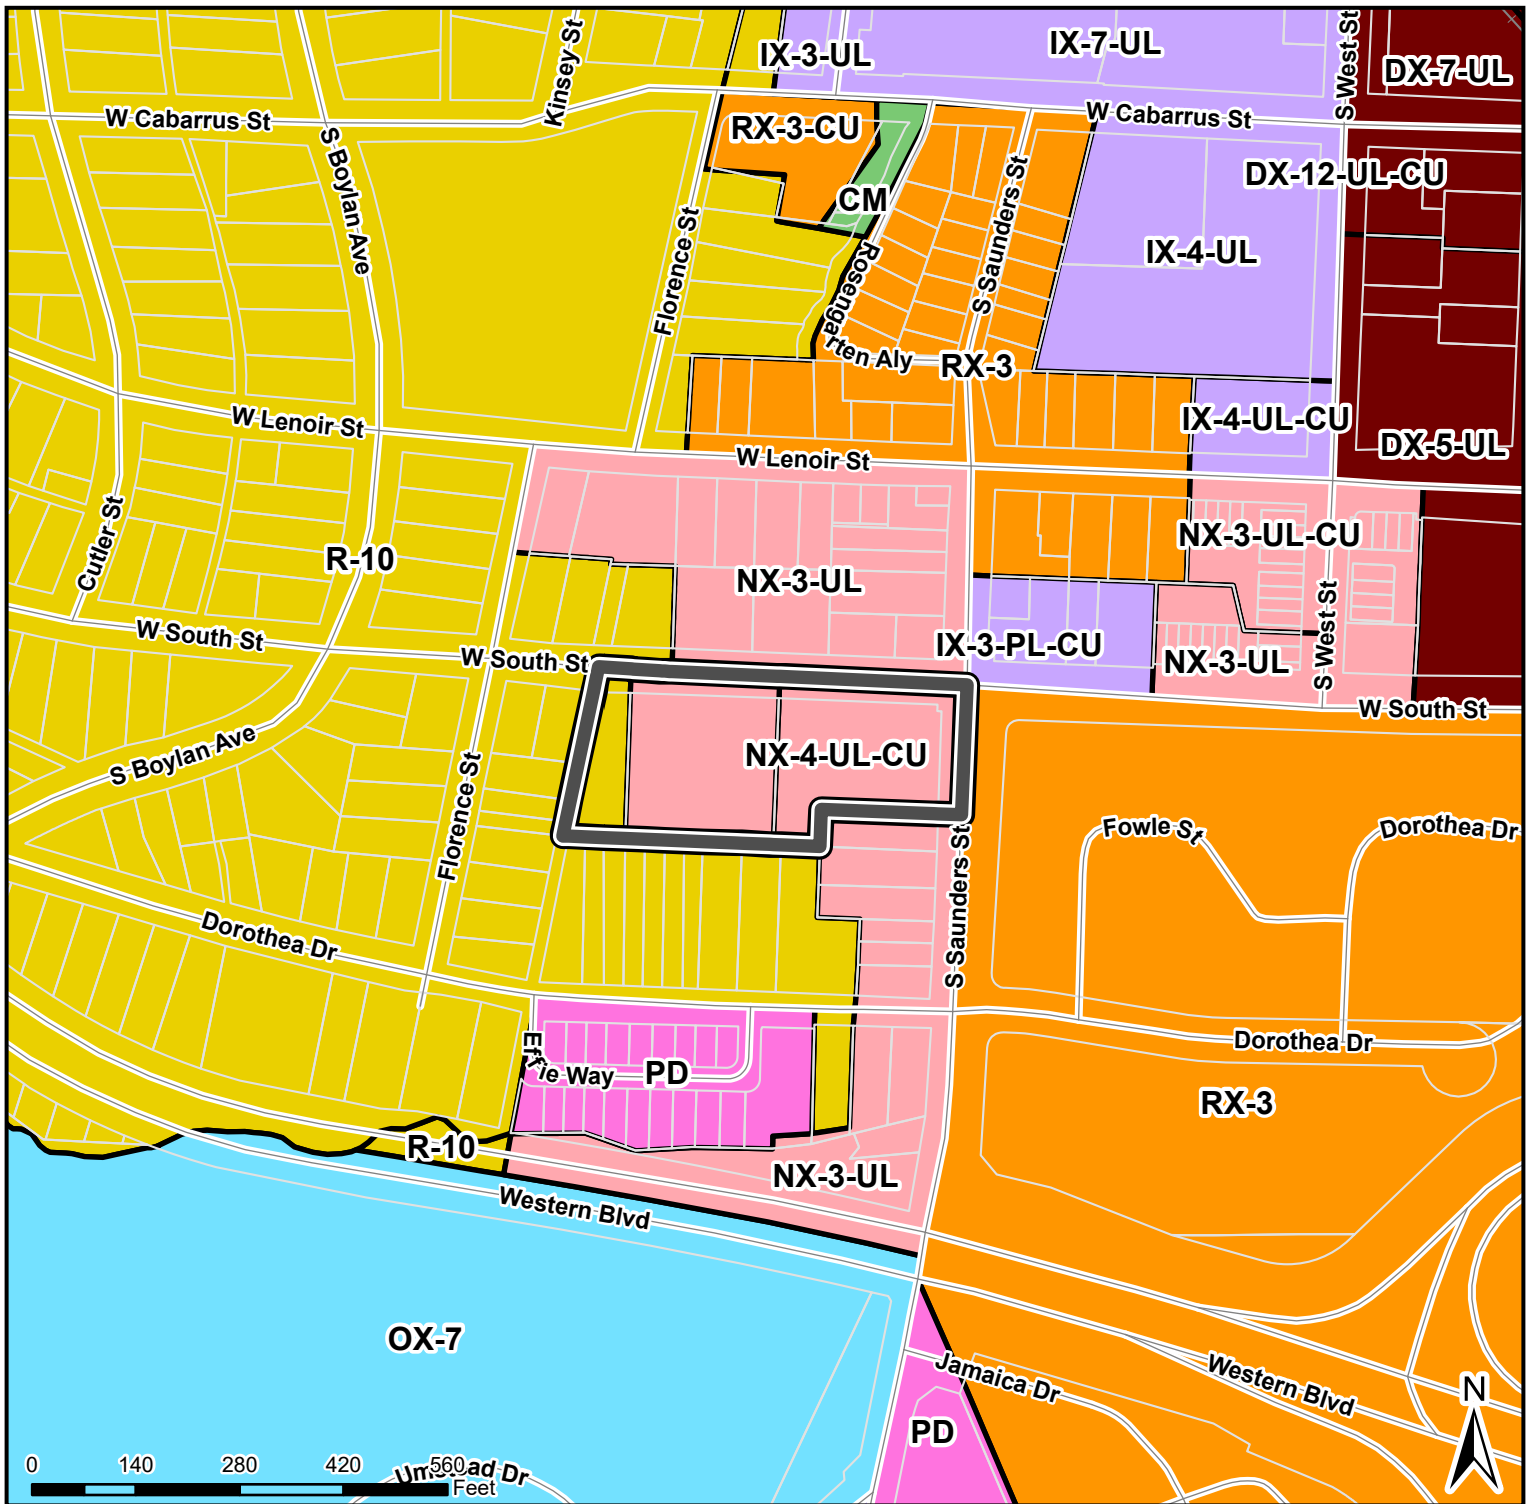 IX-3-UL
IX-7-UL
DX-7-UL
Kinsey St
S West St
W Cabarrus St
W Cabarrus St
RX-3-CU
S Boylan Ave
S Saunders St
DX-12-UL-CU
CM
Florence St
IX-4-UL
Rosengarten Aly
RX-3
W Lenoir St
IX-4-UL-CU
DX-5-UL
W Lenoir St
Cutler St
R-10
NX-3-UL
NX-3-UL-CU
S West St
W South St
W South St
IX-3-PL-CU
NX-3-UL
W South St
S Boylan Ave
NX-4-UL-CU
Florence St
Fowle St
Dorothea Dr
S Saunders St
Dorothea Dr
Effie Way
PD
Dorothea Dr
RX-3
R-10
NX-3-UL
Western Blvd
OX-7
Jamaica Dr
Western Blvd
N
PD
0 140 280 420 560
Feet
Umstead Dr